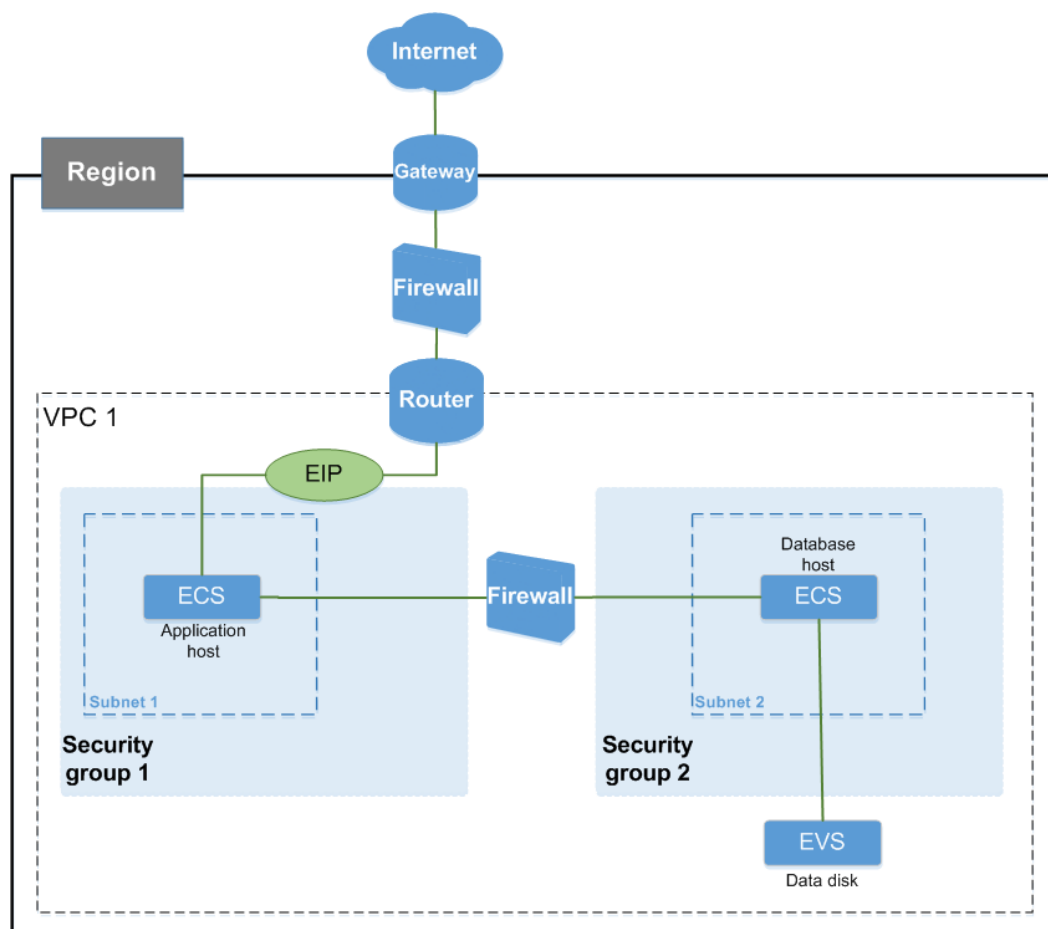 Internet
Gateway
Region
Firewall
Router
VPC 1
EIP
ECS
Application
host
Subnet 1
Security
group 1
Firewall
Database
host
ECS
Subnet 2
Security
group 2
EVS
Data disk